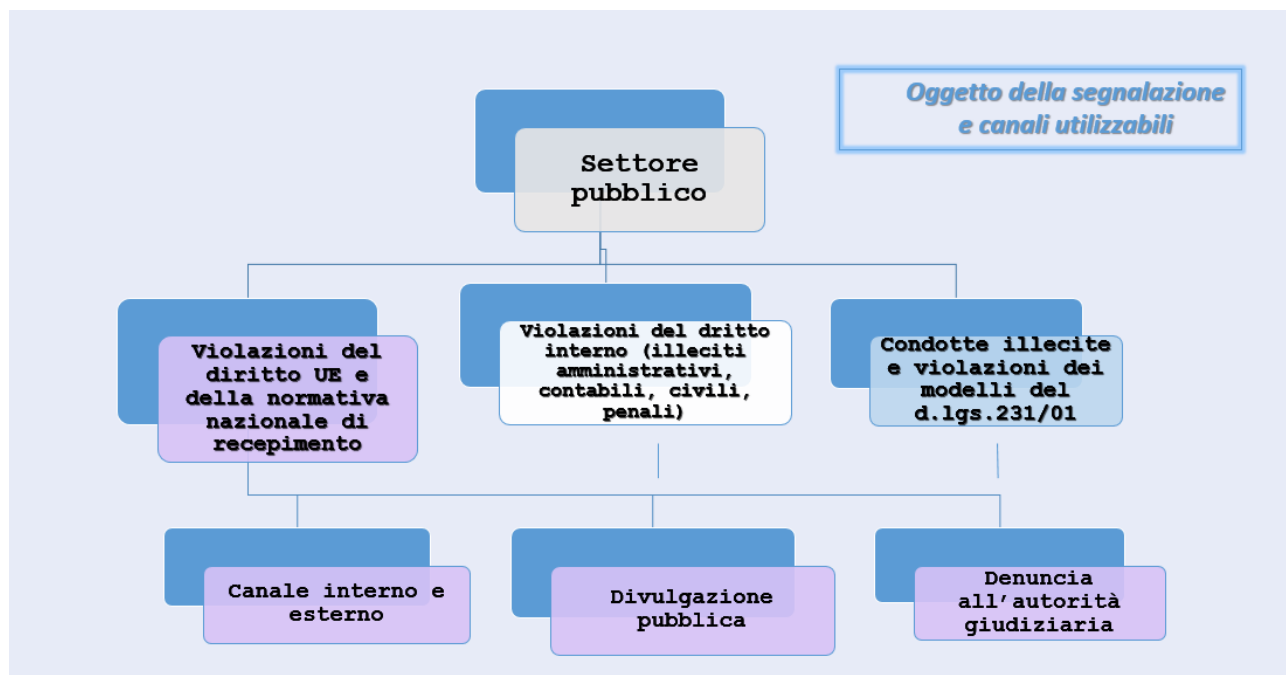 Oggetto della segnalazione
e canali utilizzabili
Settore
pubblico
Violazioni del
diritto UE e
della normativa
nazionale di
recepimento
Violazioni del dritto
interno (illeciti
amministrativi,
contabili, civili,
penali)
Condotte illecite
e violazioni dei
modelli del
d.lgs.231/01
Canale interno e
esterno
Divulgazione
pubblica
Denuncia
all’autorità
giudiziaria